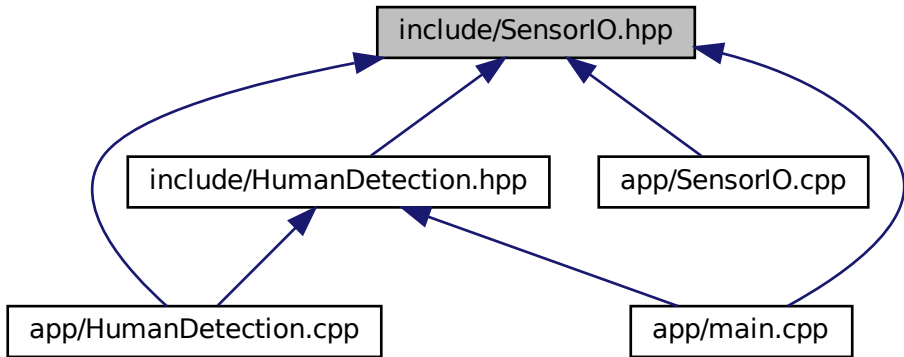 include/SensorIO.hpp
include/HumanDetection.hpp
app/SensorIO.cpp
app/HumanDetection.cpp
app/main.cpp